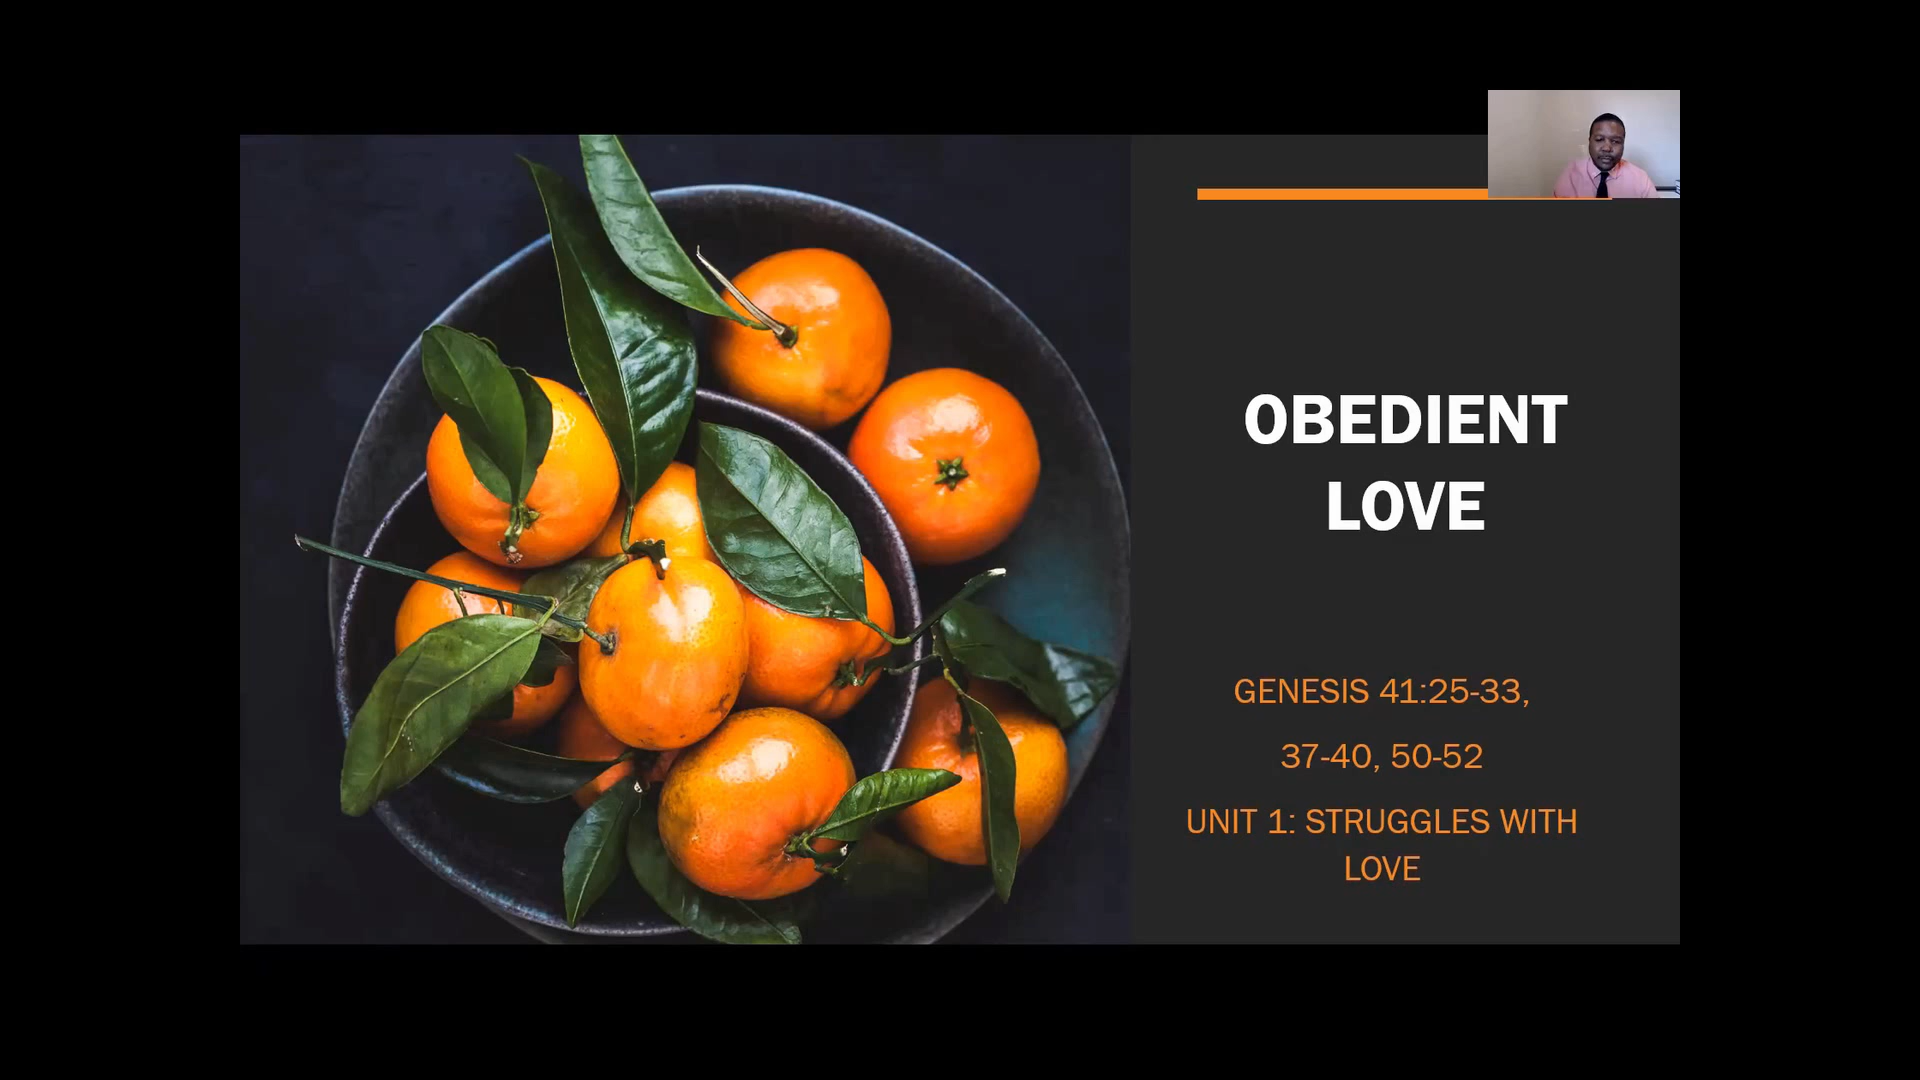 OBEDIENT
LOVE
GENESIS 41:25-33,
37-40, 50-52
UNIT 1: STRUGGLES WITH
LOVE